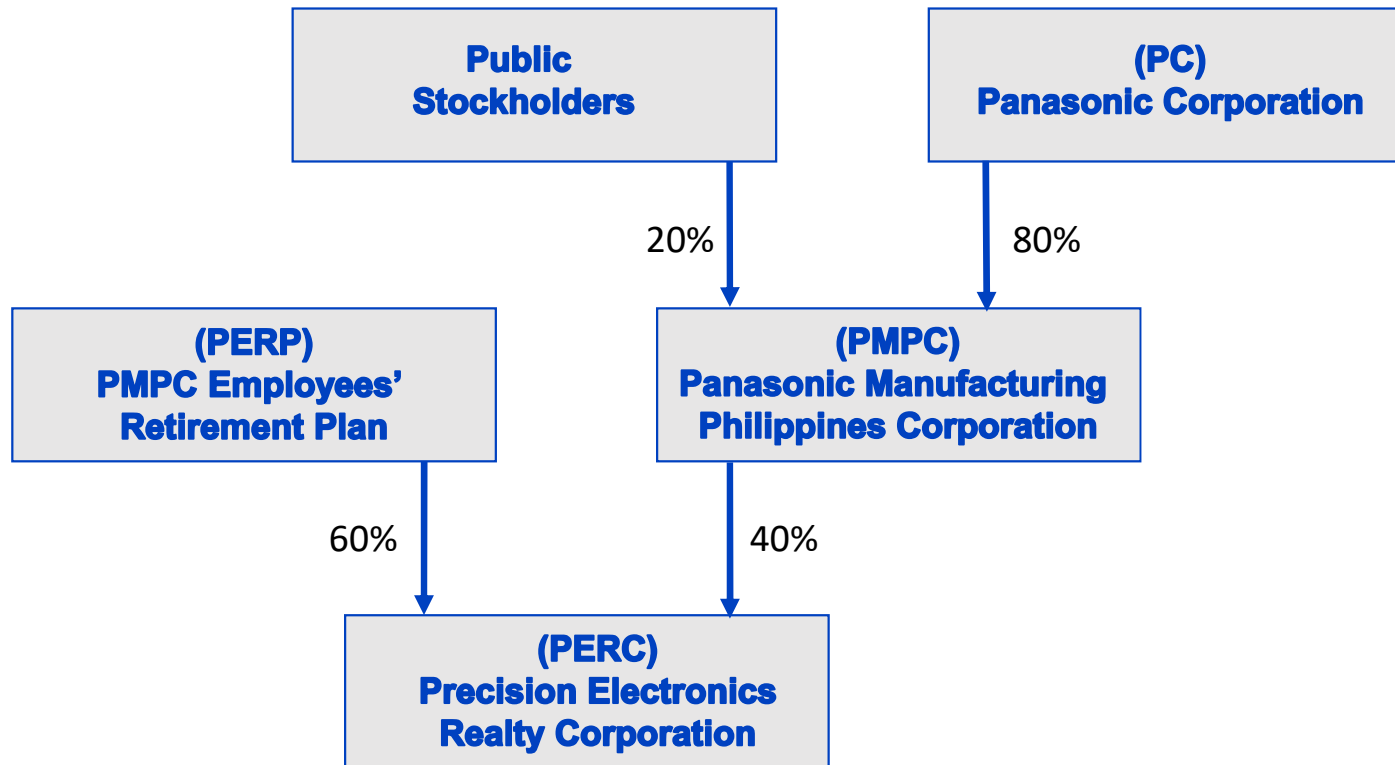 Public
Stockholders
(PC)
Panasonic Corporation
20%
80%
(PERP)
PMPC Employees’
Retirement Plan
(PMPC)
Panasonic Manufacturing
Philippines Corporation
60%
40%
(PERC)
Precision Electronics
Realty Corporation